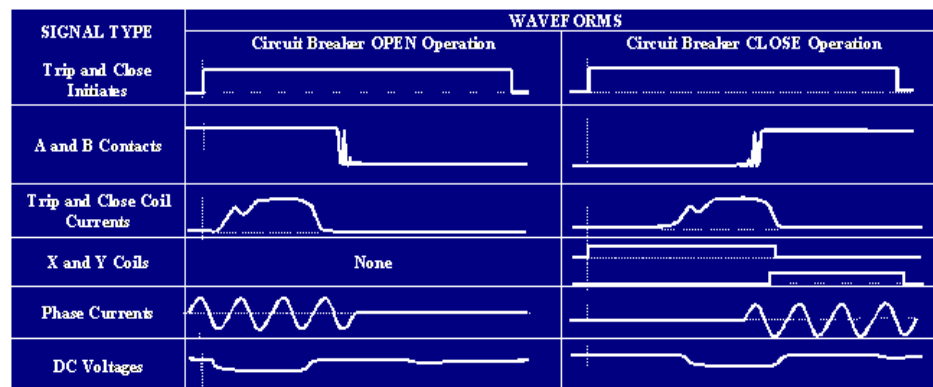 SIGNAL TYPE
WAVEFORMS
Circuit Breaker OPEN Operation
Circuit Breaker CLOSE Operation
Trip and Close
Initiates
A and B Contacts
Trip and Close Coil
Currents
X and Y Coils
None
Phase Currents
DC Voltages